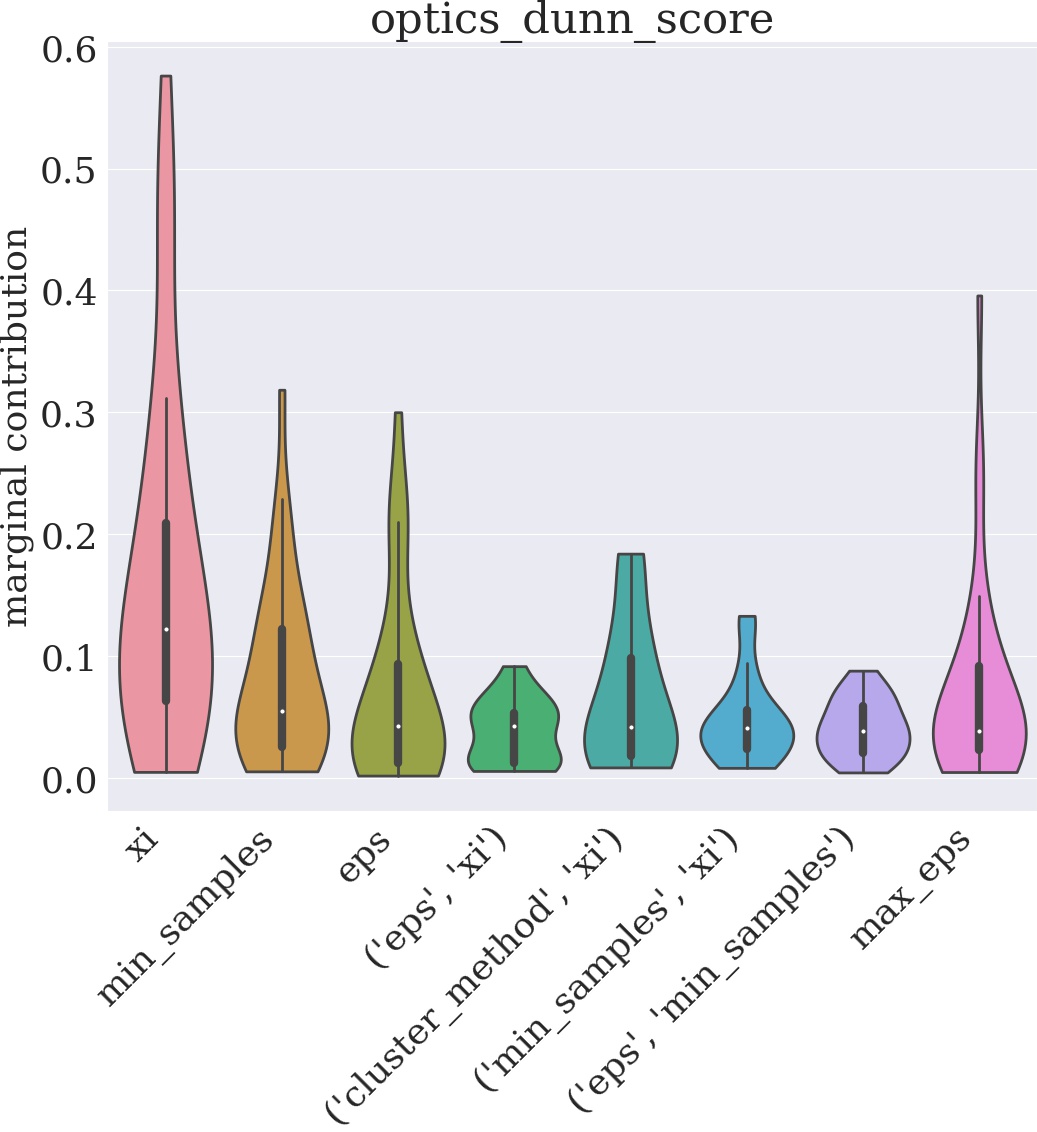 optics_dunn_score
marginal contribution
0.6
0.5
0.4
0.3
0.2
0.1
0.0
xi
min_samples
eps
('eps', 'xi')
('cluster_method', 'xi')
('min_samples', 'xi')
('eps', 'min_samples')
max_eps